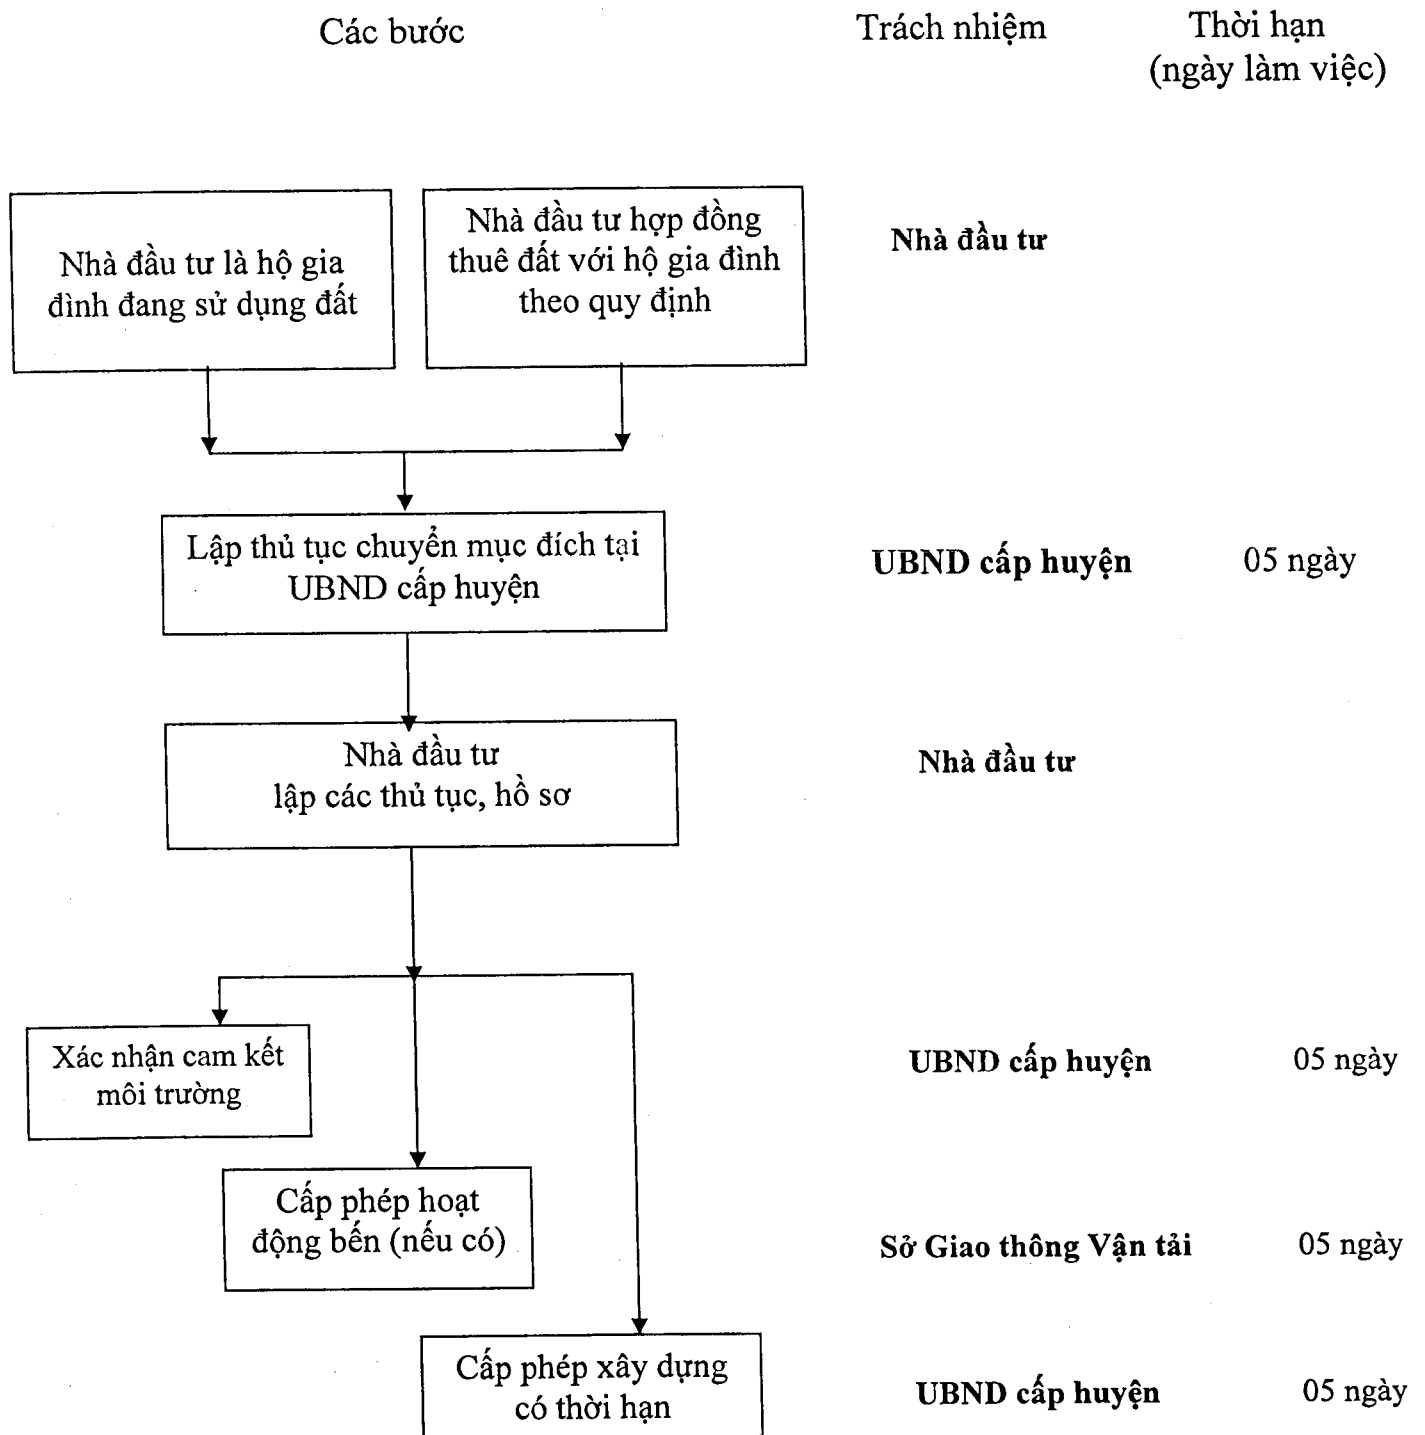 Các bước
Trách nhiệm
Thời hạn
(ngày làm việc)
Nhà đầu tư là hộ gia
đình đang sử dụng đất
Nhà đầu tư hợp đồng
thuê đất với hộ gia đình
theo quy định
Nhà đầu tư
Lập thủ tục chuyển mục đích tại
UBND cấp huyện
UBND cấp huyện
05 ngày
Nhà đầu tư
lập các thủ tục, hồ sơ
Nhà đầu tư
Xác nhận cam kết
môi trường
UBND cấp huyện
05 ngày
Cấp phép hoạt
động bến (nếu có)
Sở Giao thông Vận tải
05 ngày
Cấp phép xây dựng
có thời hạn
UBND cấp huyện
05 ngày